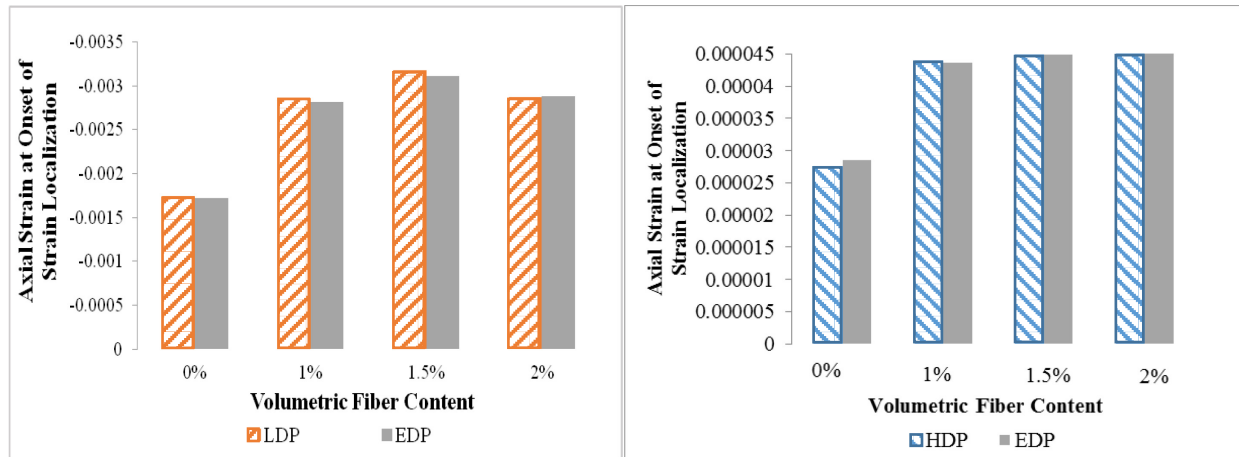 Axial Strain at Onset of
Strain Localization
-0.0035
-0.003
-0.0025
-0.002
-0.0015
-0.001
-0.0005
0
0%
1%
1.5%
2%
Volumetric Fiber Content
LDP
EDP
Axial Strain at Onset of
Strain Localization
0.000045
0.00004
0.000035
0.00003
0.000025
0.00002
0.000015
0.00001
0.000005
0
0%
1%
1.5%
2%
Volumetric Fiber Content
HDP
EDP